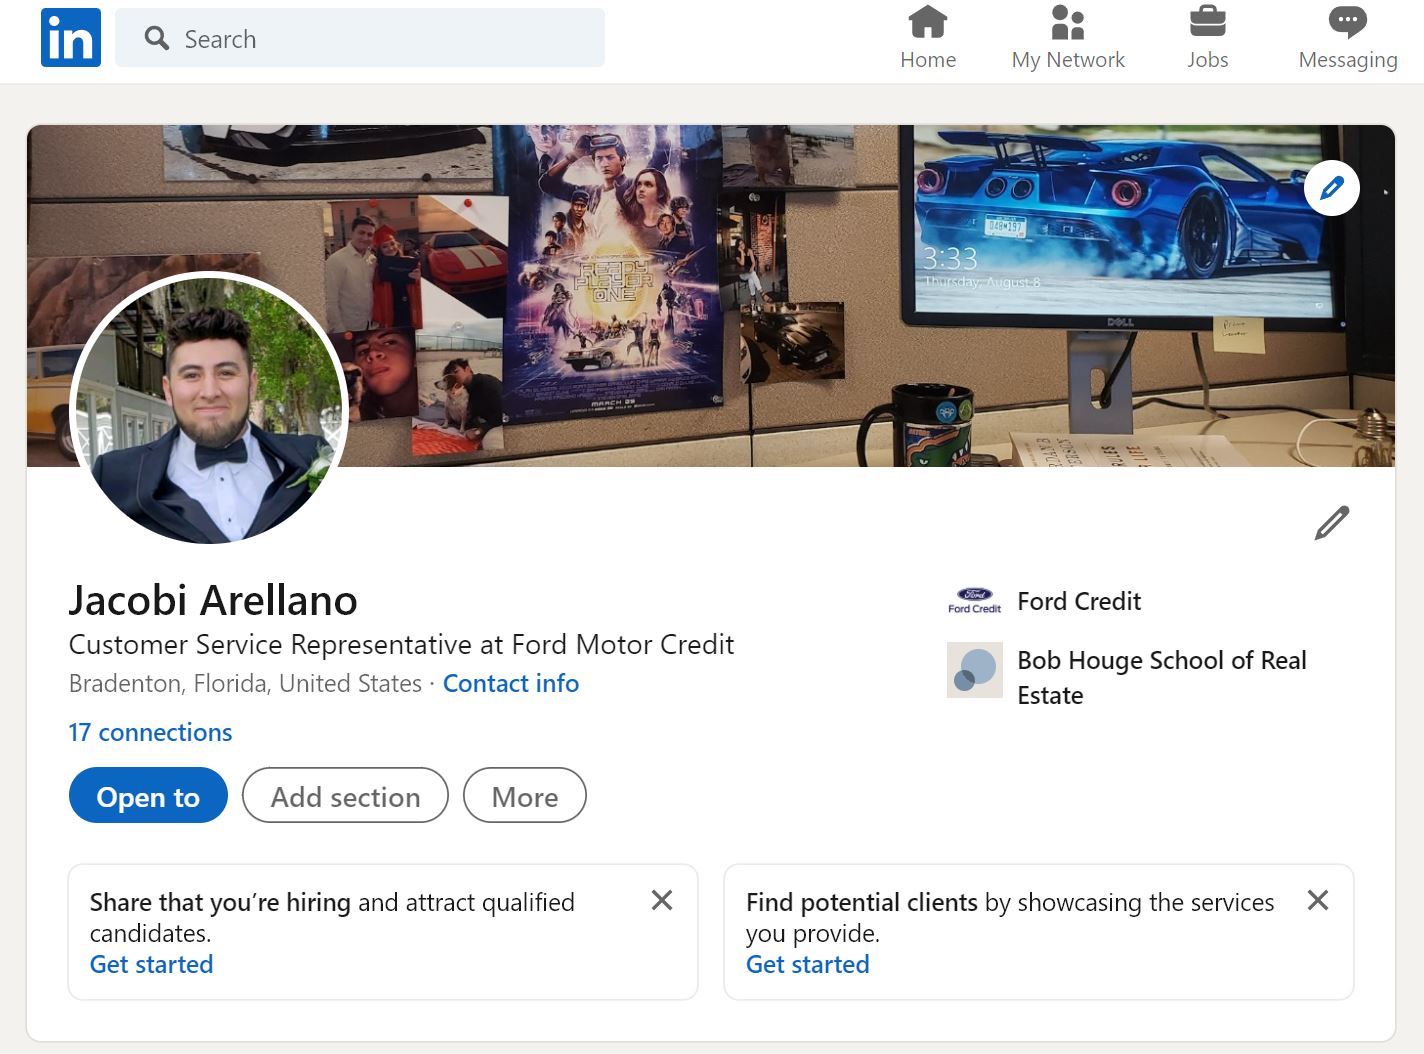 in
Search
Home
My Network
Jobs
Messaging
READY
PLAYER
ONE
MARCH
3:33
Thursday, August 8
DELL
Jacobi Arellano
Customer Service Representative at Ford Motor Credit
Bradenton, Florida, United States · Contact info
17 connections
Open to
Add section
More
Ford
Ford Credit
Ford Credit
Bob Houge School of Real
Estate
Share that you’re hiring and attract qualified
candidates.
Get started
Find potential clients by showcasing the services
you provide.
Get started